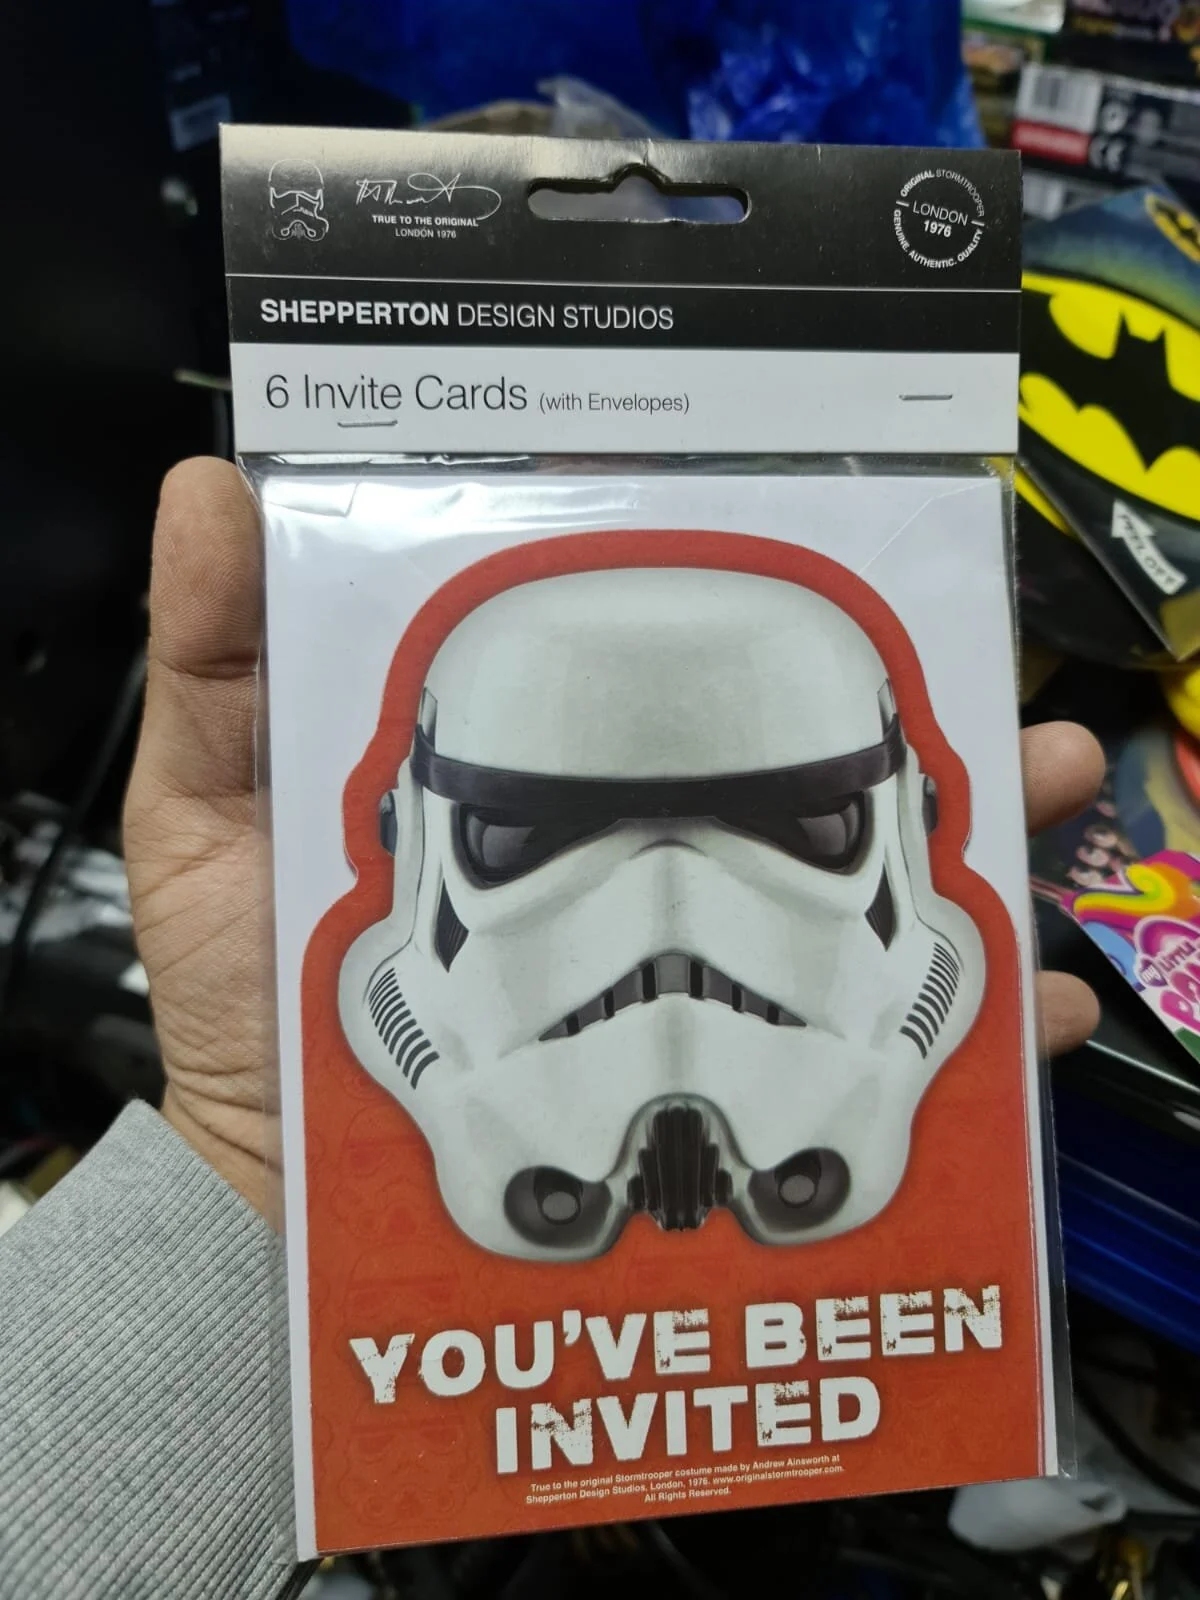 TRUE TO THE ORIGINAL
LONDON 1976
ORIGINAL STORMTROOPER
LONDON
1976
GENUINE. AUTHENTIC. QUALITY
SHEPPERTON DESIGN STUDIOS
6 Invite Cards (with Envelopes)
YOU'VE BEEN
INVITED
True to the original Stormtrooper costume made by Andrew Ainsworth at
Shepperton Design Studios, London, 1976. www.originalstormtrooper.com.
All Rights Reserved.
MY LITTLE